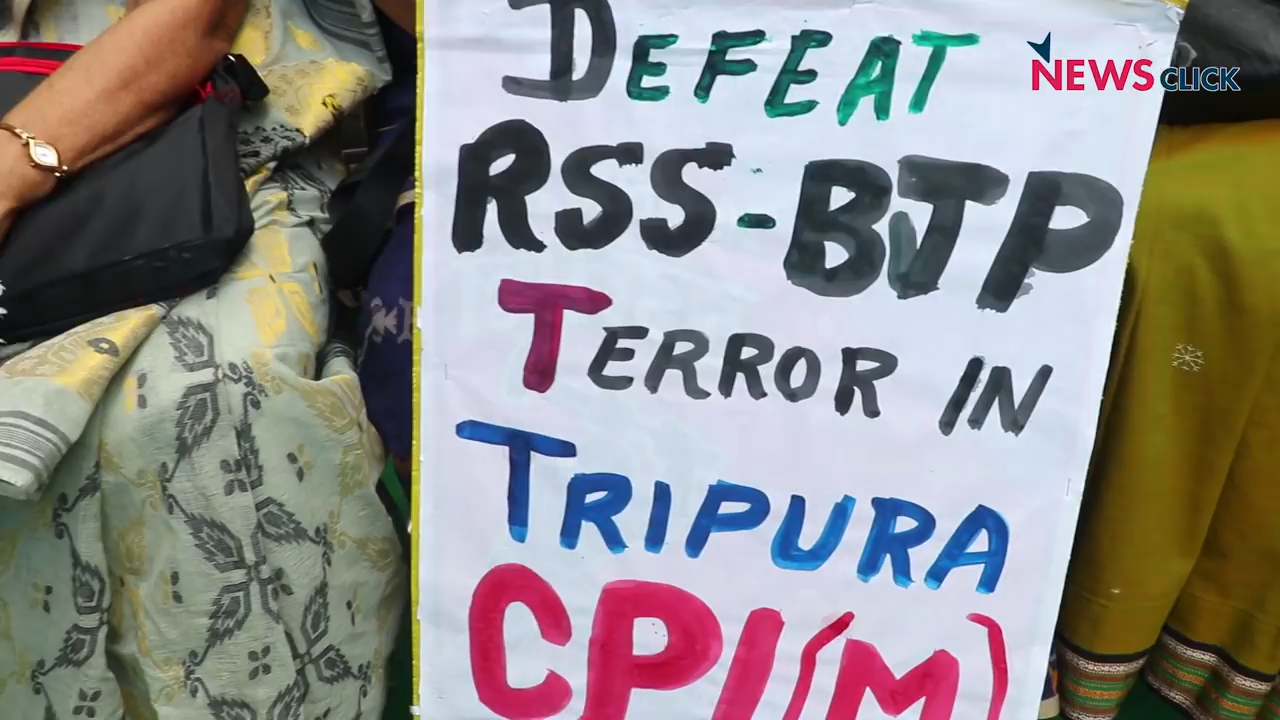 DEFEAT
NEWSCLICK
RSS-BJP
TERROR IN
TRIPURA
CPI(M)